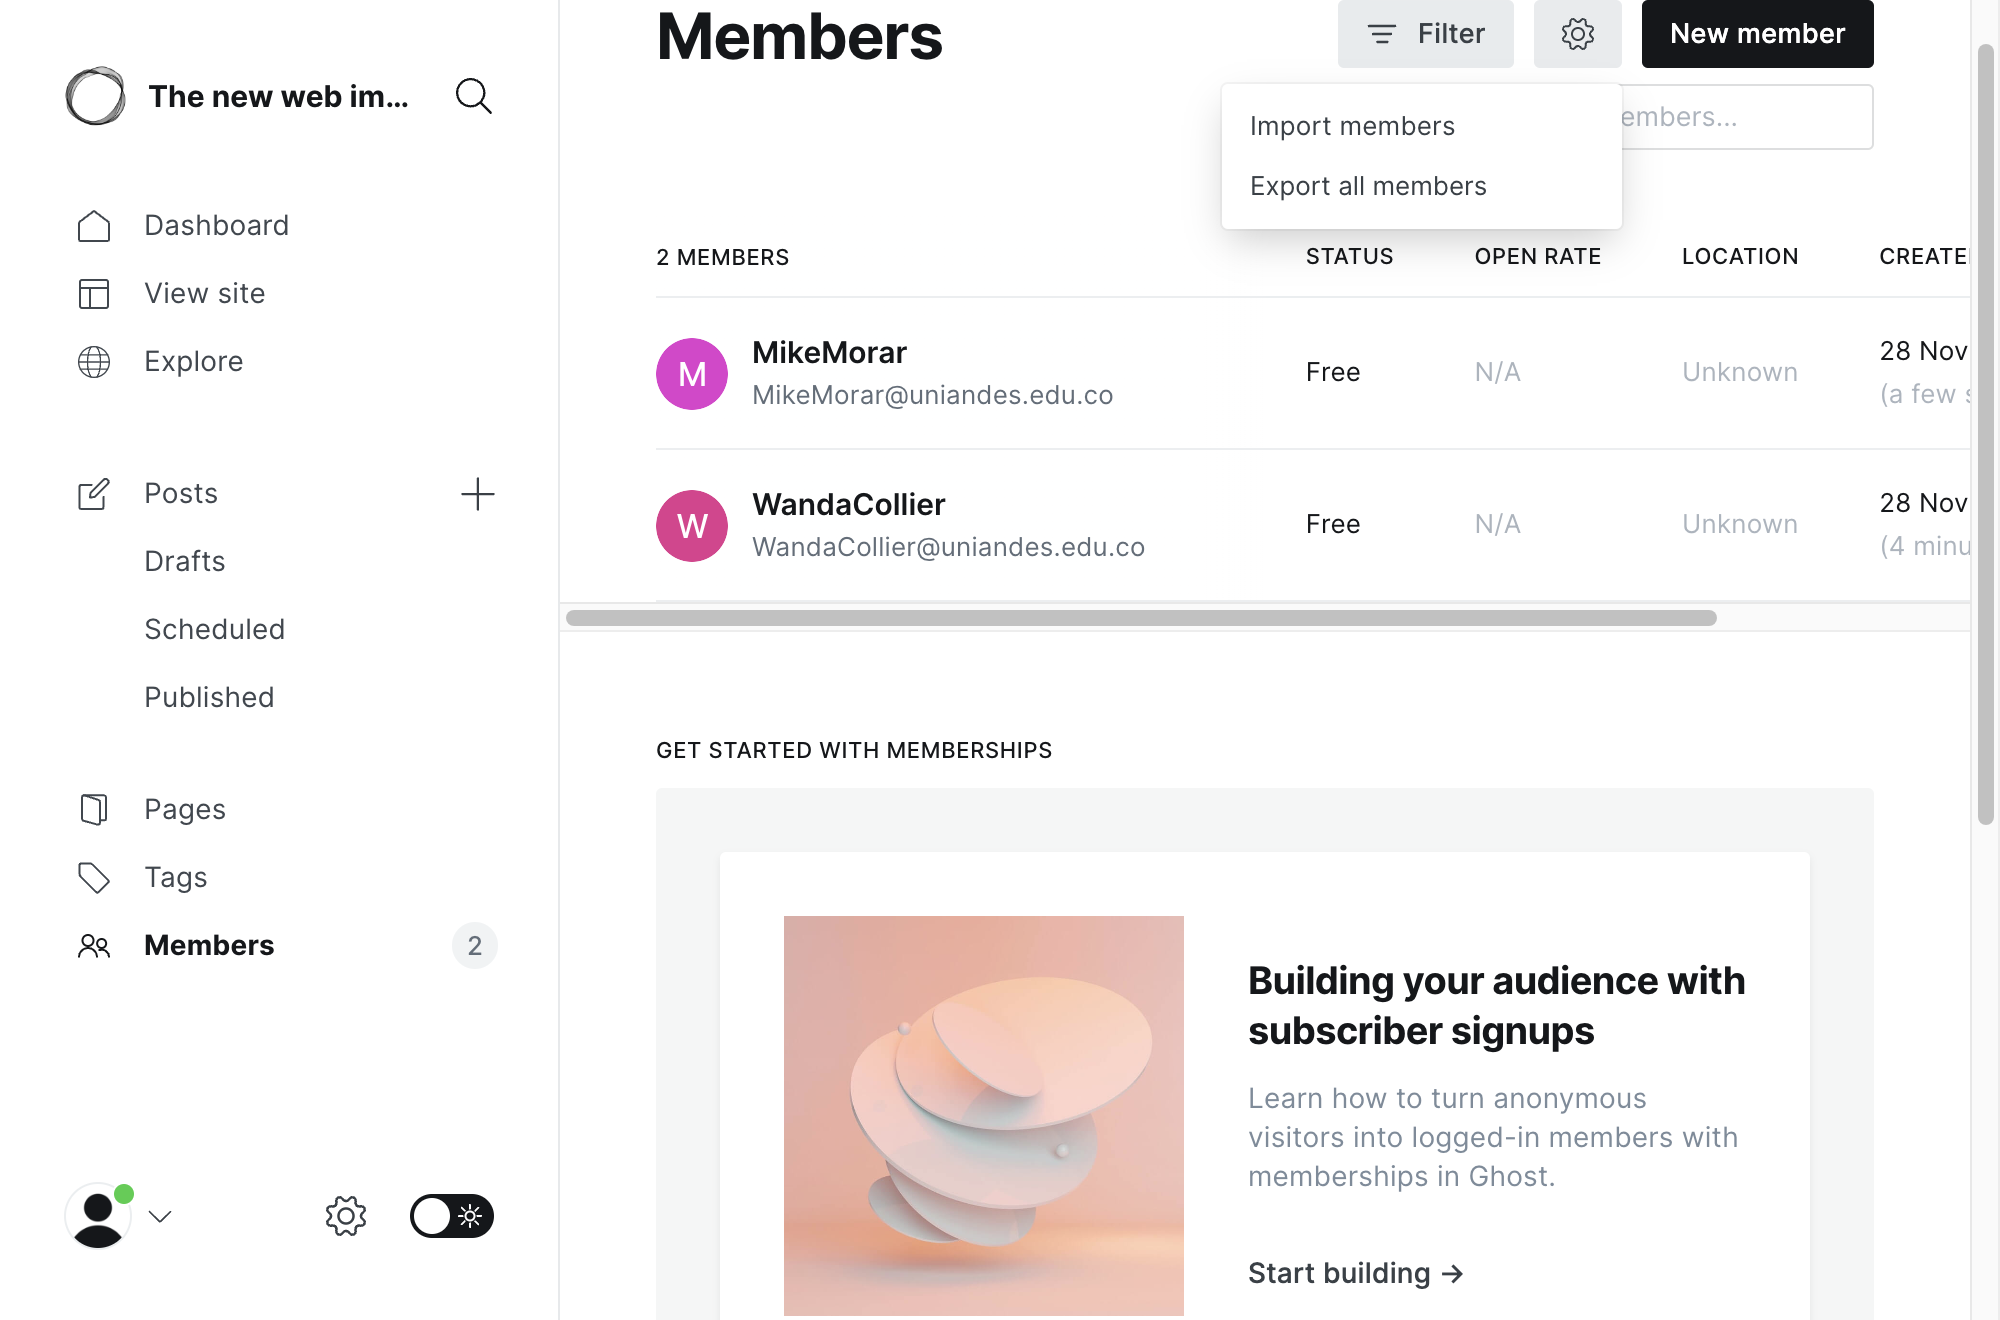 The new web im...
Dashboard
View site
Explore
Posts
Drafts
Scheduled
Published
Pages
Tags
Members
2
Members
Filter
New member
Import members
Export all members
embers...
2 MEMBERS
STATUS
OPEN RATE
LOCATION
CREATE
M
MikeMorar
MikeMorar@uniandes.edu.co
Free
N/A
Unknown
28 Nov
(a few s
W
WandaCollier
WandaCollier@uniandes.edu.co
Free
N/A
Unknown
28 Nov
(4 minu
GET STARTED WITH MEMBERSHIPS
Building your audience with
subscriber signups
Learn how to turn anonymous
visitors into logged-in members with
memberships in Ghost.
Start building →